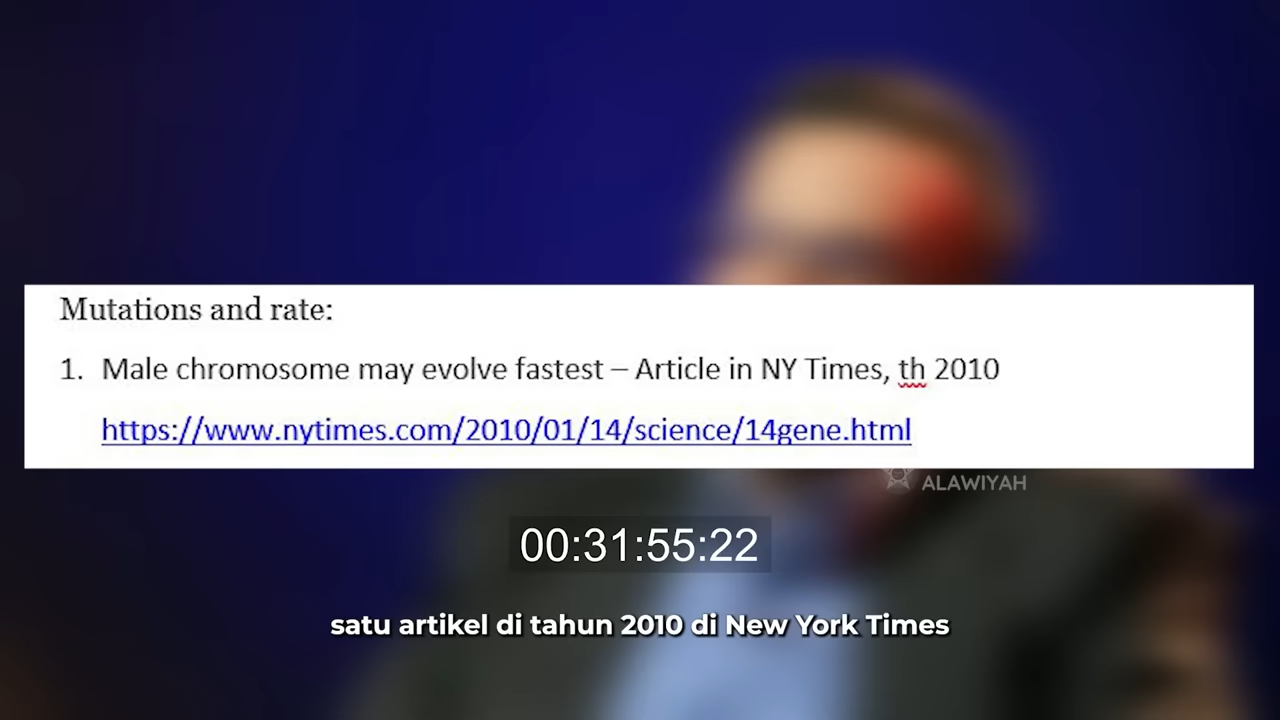 Mutations and rate:
1. Male chromosome may evolve fastest – Article in NY Times, th 2010
https://www.nytimes.com/2010/01/14/science/14gene.html
ALAWIYAH
00:31:55:22
satu artikel di tahun 2010 di New York Times